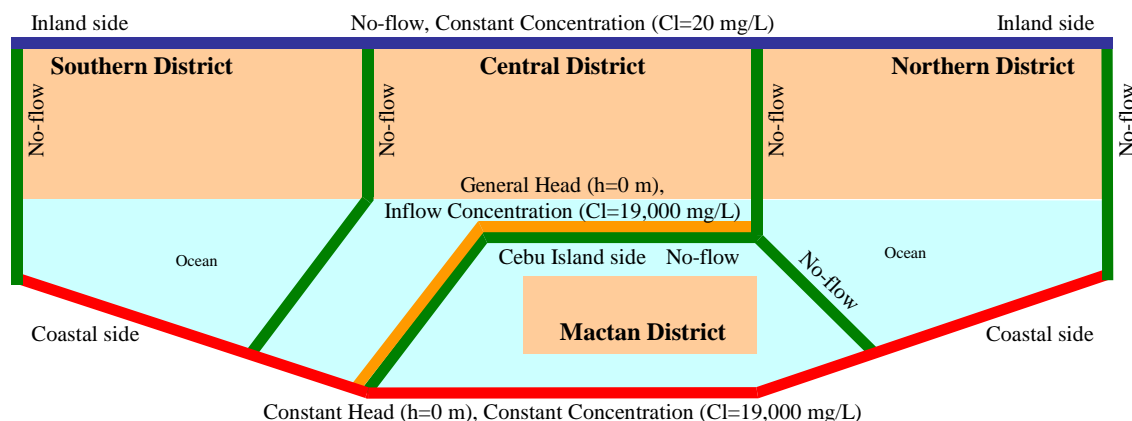 Inland side
No-flow, Constant Concentration (Cl=20 mg/L)
Inland side
Southern District
Central District
Northern District
No-flow
No-flow
No-flow
No-flow
General Head (h=0 m),
Inflow Concentration (Cl=19,000 mg/L)
Ocean
Cebu Island side
No-flow
No-flow
Ocean
Coastal side
Mactan District
Coastal side
Constant Head (h=0 m), Constant Concentration (Cl=19,000 mg/L)